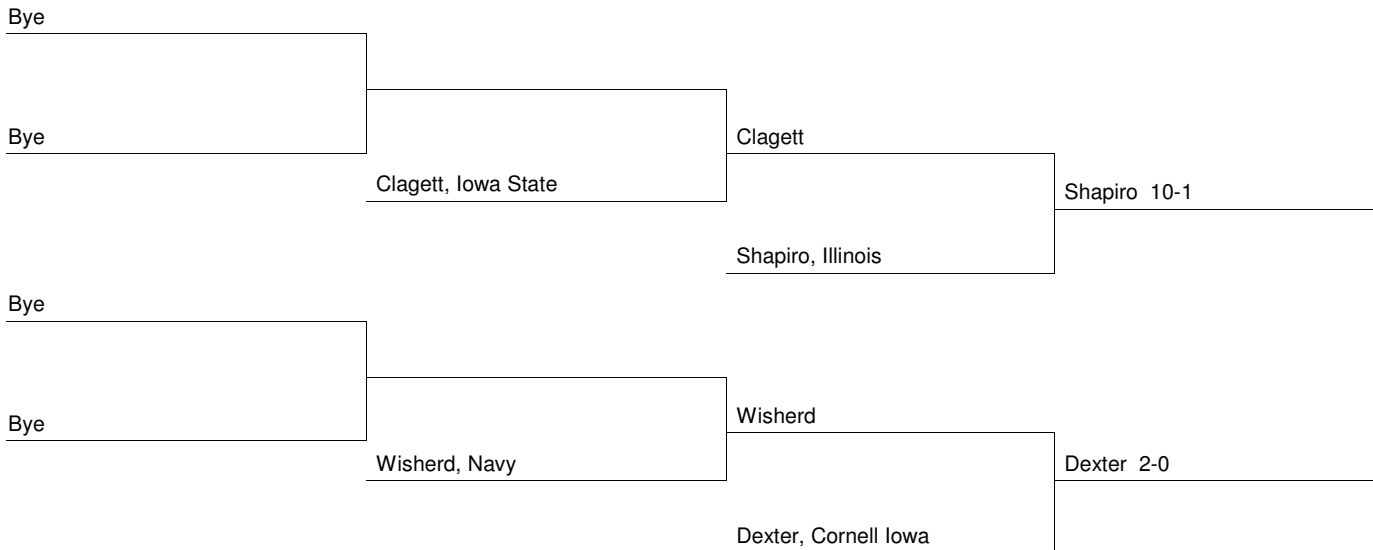 Bye
Bye
Clagett
Clagett, Iowa State
Shapiro  10-1
Shapiro, Illinois
Bye
Bye
Wisherd
Wisherd, Navy
Dexter  2-0
Dexter, Cornell Iowa